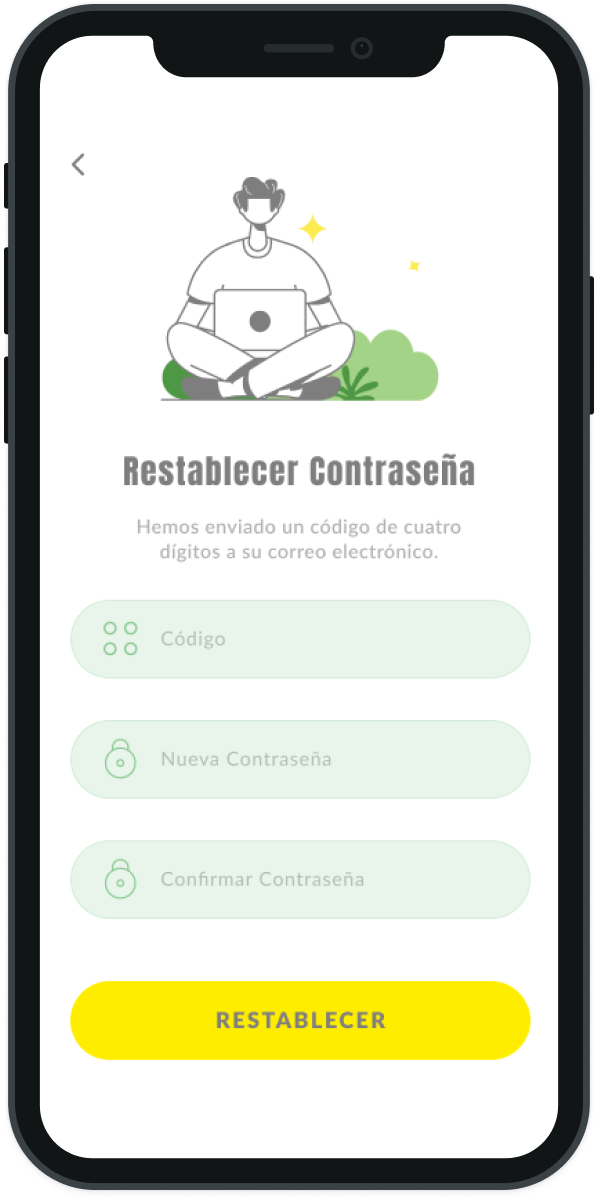 Restablecer Contraseña
Hemos enviado un código de cuatro
dígitos a su correo electrónico.
Código
Nueva Contraseña
Confirmar Contraseña
RESTABLECER